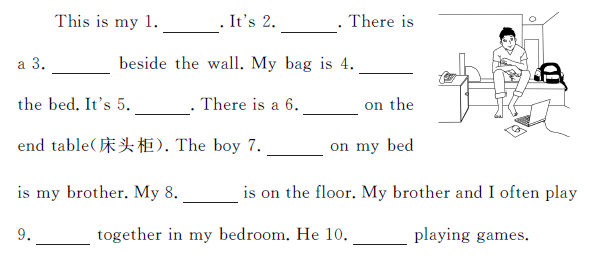 This is my 1. ______. It's 2. ______. There is
a 3. ______ beside the wall. My bag is 4. ______
the bed. It's 5. ______. There is a 6. ______ on the
end table(床头柜). The boy 7. ______ on my bed
is my brother. My 8. ______ is on the floor. My brother and I often play
9. ______ together in my bedroom. He 10. ______ playing games.